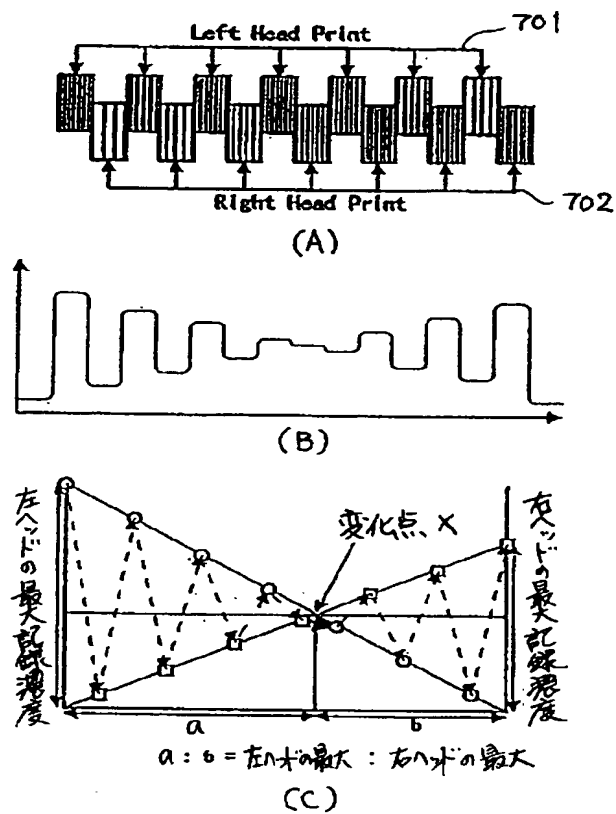 Left Head Print
701
Right Head Print
702
(A)
(B)
左ヘッドの最大記録濃度
変化点 X
右ヘッドの最大記録濃度
a
b
a : b = 左ヘッドの最大 : 右ヘッドの最大
(C)